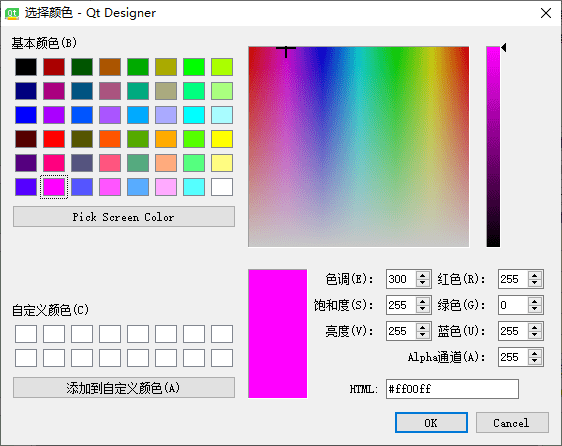 Qt 选择颜色 - Qt Designer
基本颜色(B)
Pick Screen Color
自定义颜色(C)
添加到自定义颜色(A)
色调(E): 300 红色(R): 255
饱和度(S): 255 绿色(G): 0
亮度(V): 255 蓝色(U): 255
Alpha通道(A): 255
HTML: #ff00ff
OK Cancel